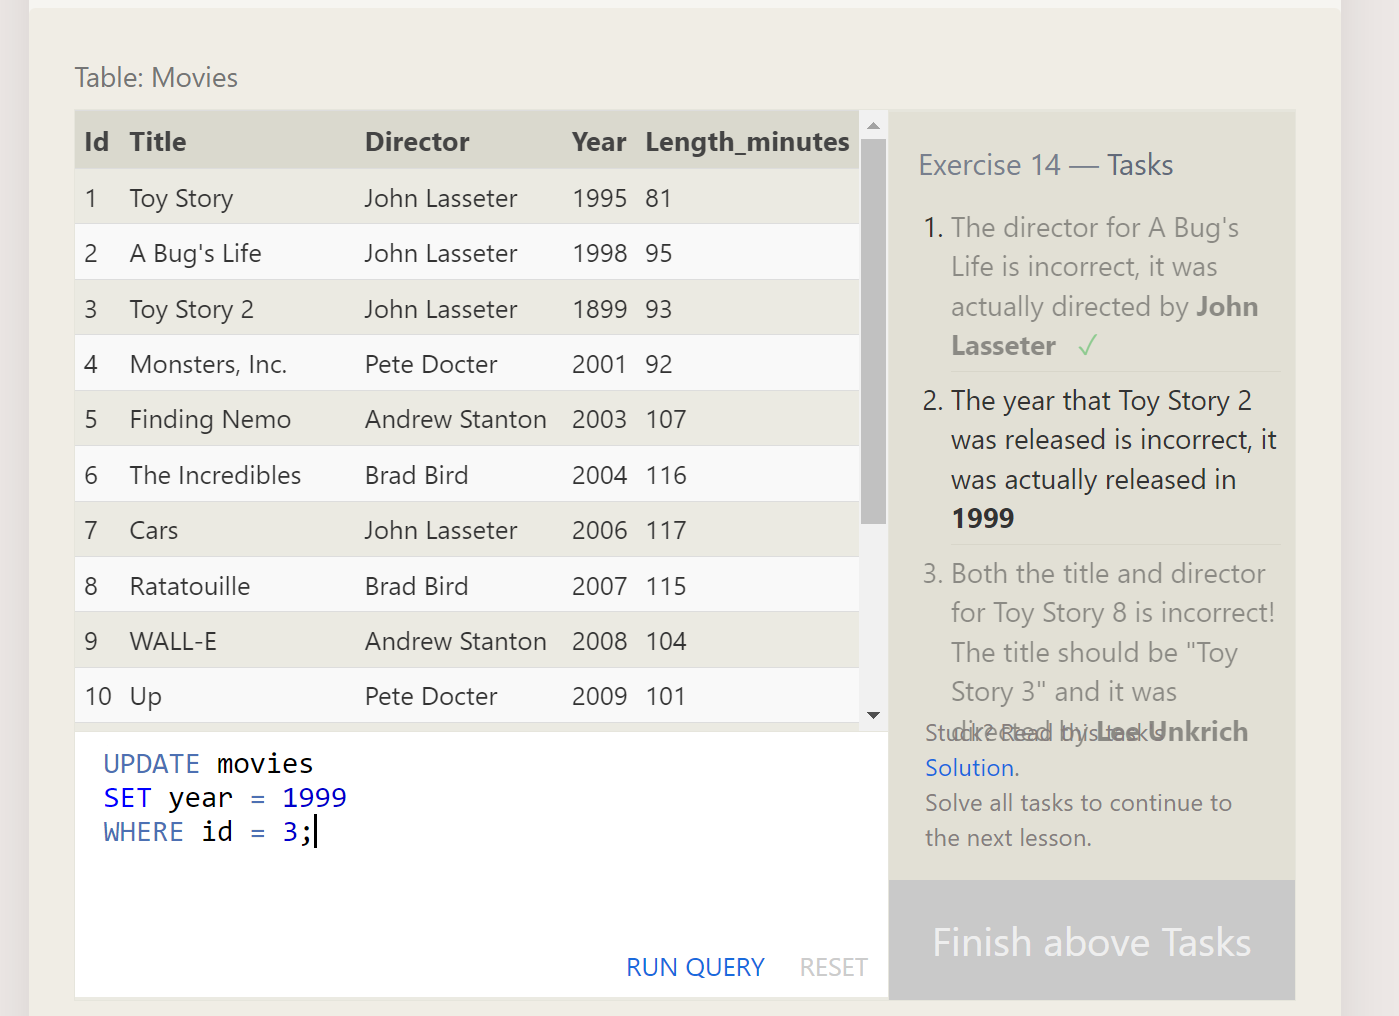 Table: Movies
Id Title Director Year Length_minutes
1 Toy Story John Lasseter 1995 81
2 A Bug's Life John Lasseter 1998 95
3 Toy Story 2 John Lasseter 1899 93
4 Monsters, Inc. Pete Docter 2001 92
5 Finding Nemo Andrew Stanton 2003 107
6 The Incredibles Brad Bird 2004 116
7 Cars John Lasseter 2006 117
8 Ratatouille Brad Bird 2007 115
9 WALL-E Andrew Stanton 2008 104
10 Up Pete Docter 2009 101
UPDATE movies
SET year = 1999
WHERE id = 3;
RUN QUERY RESET
Exercise 14 — Tasks
1. The director for A Bug's
Life is incorrect, it was
actually directed by John
Lasseter ✓
2. The year that Toy Story 2
was released is incorrect, it
was actually released in
1999
3. Both the title and director
for Toy Story 8 is incorrect!
The title should be "Toy
Story 3" and it was
directed by Lee Unkrich
Stuck? Read this task's
Solution.
Solve all tasks to continue to
the next lesson.
Finish above Tasks